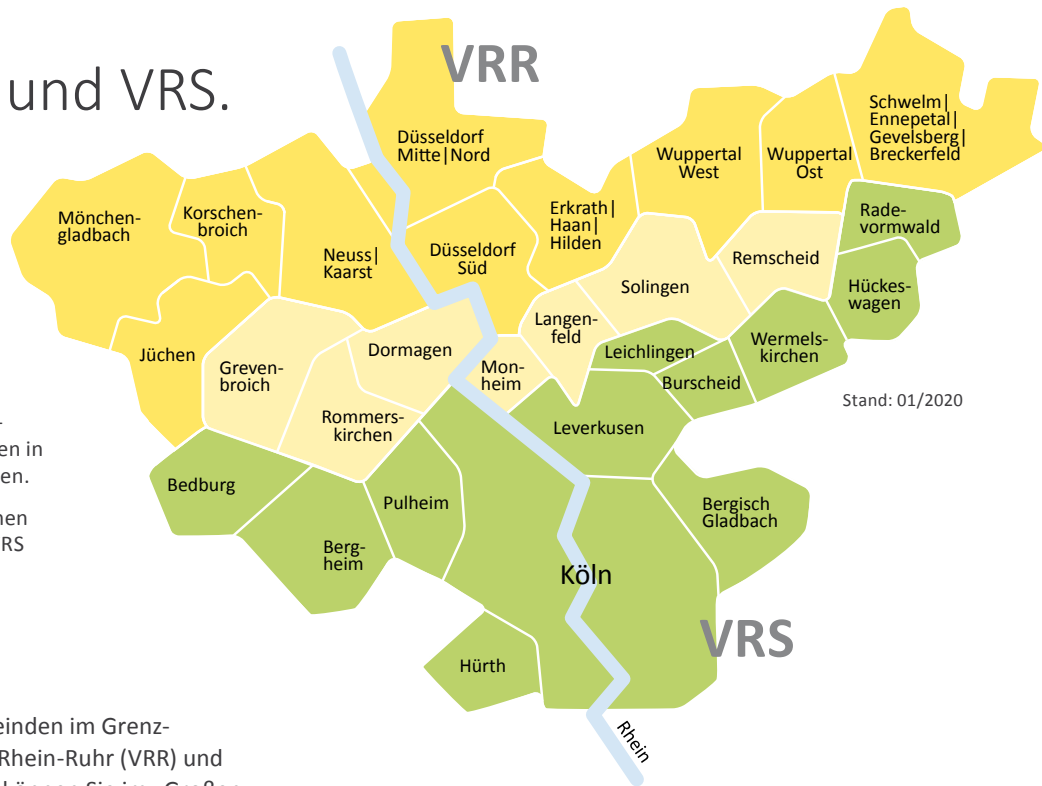 und VRS.
VRR
Schwelm|
Ennepetal|
Gevelsberg|
Breckerfeld
Düsseldorf
Mitte|Nord
Wuppertal
West
Wuppertal
Ost
Mönchen-
gladbach
Korschen-
broich
Erkrath|
Haan|
Hilden
Rade-
vormwald
Neuss|
Kaarst
Düsseldorf
Süd
Remscheid
Solingen
Hückes-
wagen
Langen-
feld
Wermels-
kirchen
Jüchen
Dormagen
Leichlingen
Greven-
broich
Mon-
heim
Burscheid
Stand: 01/2020
Rommers-
kirchen
Leverkusen
en in
en.
Bedburg
Pulheim
Bergisch
Gladbach
nen
RS
Berg-
heim
Köln
VRS
Hürth
Rhein
einden im Grenz-
Rhein-Ruhr (VRR) und